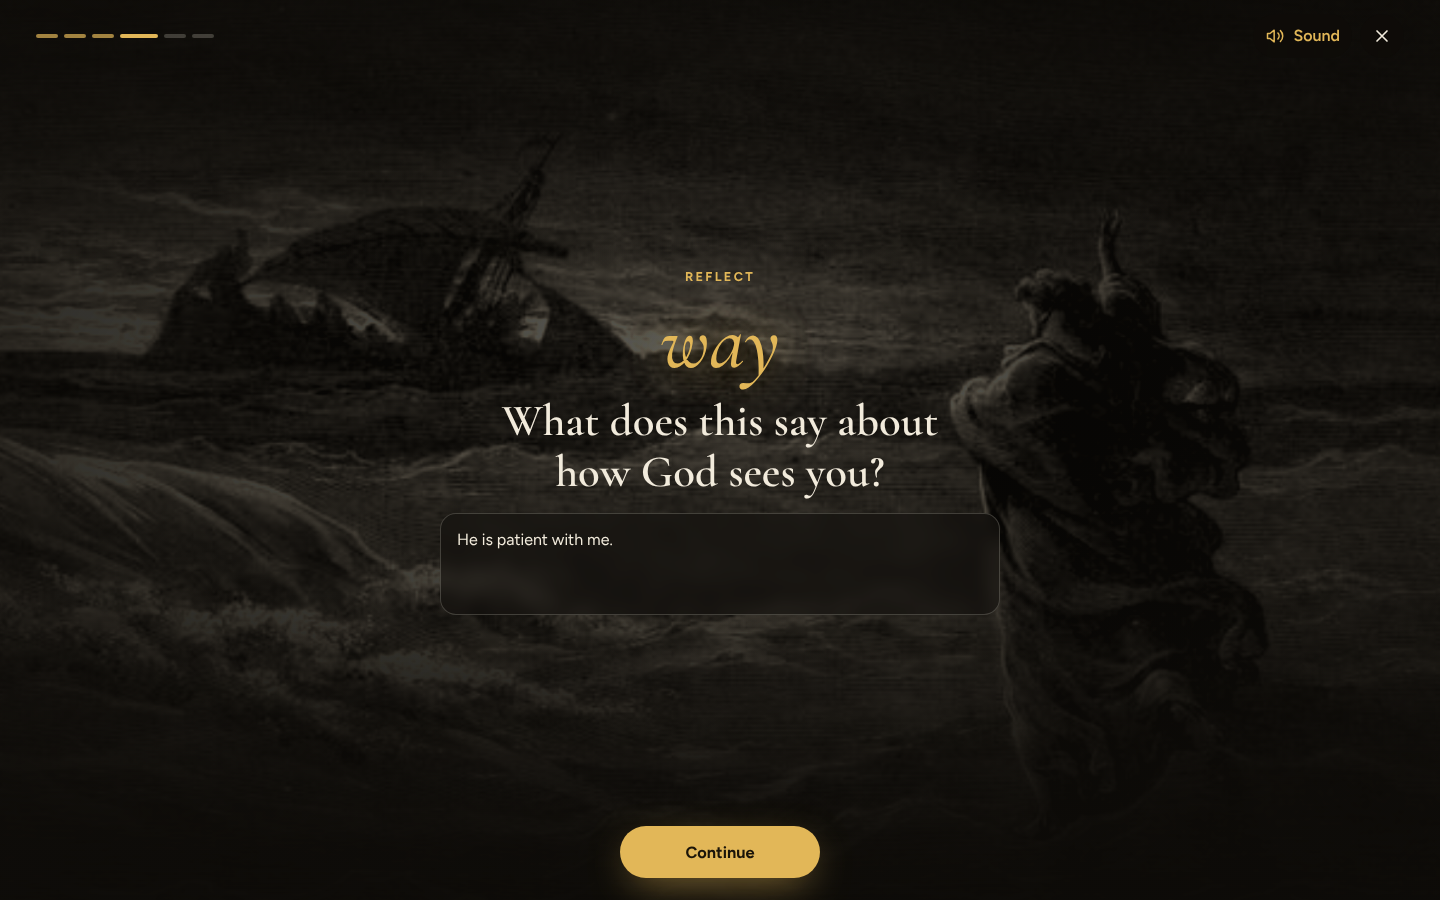 Sound
REFLECT
way
What does this say about
how God sees you?
He is patient with me.
Continue